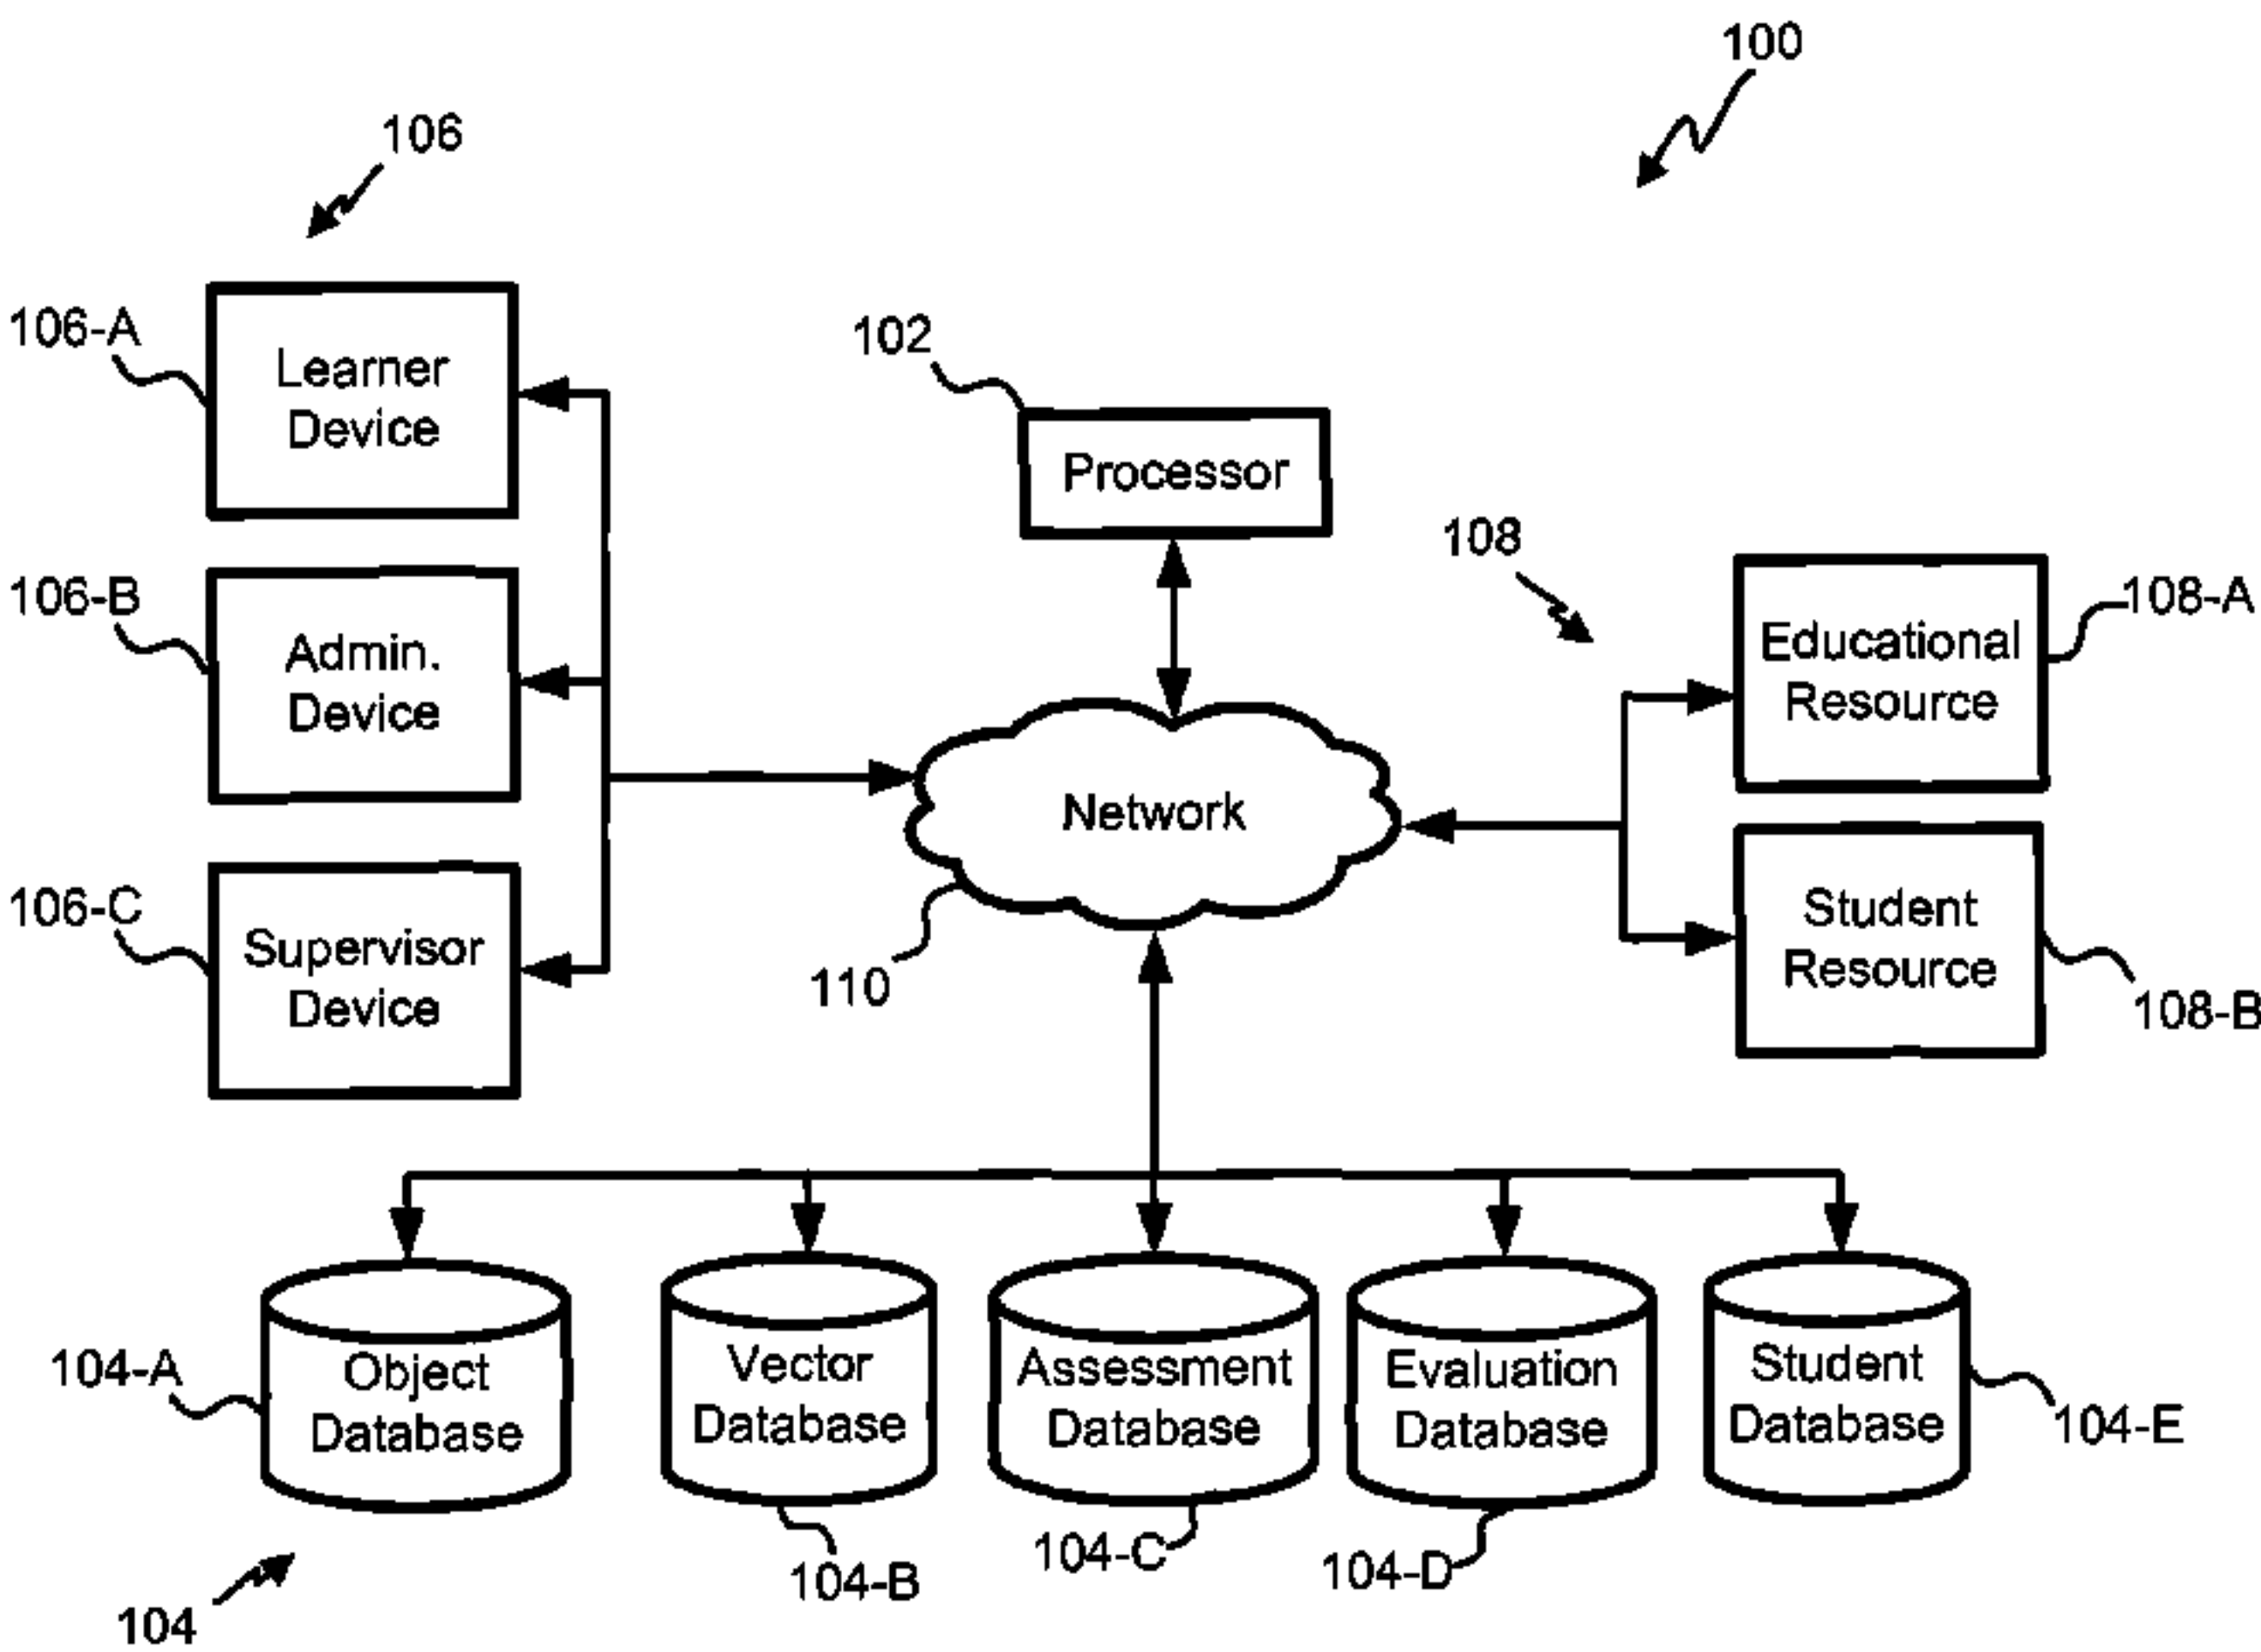 100
106
106-A
Learner
Device
102
Processor
106-B
Admin.
Device
108
Educational
Resource
108-A
Network
106-C
Supervisor
Device
110
Student
Resource
108-B
104-A
Object
Database
Vector
Database
Assessment
Database
Evaluation
Database
Student
Database
104-E
104-B
104-C
104-D
104